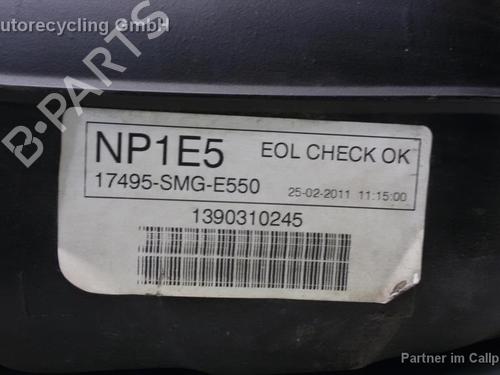 utorecycling GmbH
B-PARTS
NP1E5 EOL CHECK OK
17495-SMG-E550 25-02-2011 11:15:00
1390310245
Partner im Callp